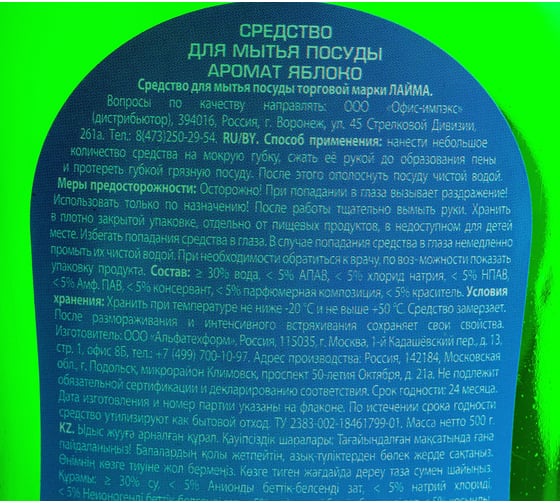 СРЕДСТВО
ДЛЯ МЫТЬЯ ПОСУДЫ
АРОМАТ ЯБЛОКО
Средство для мытья посуды торговой марки ЛАЙМА.
Вопросы по качеству направлять: ООО «Офис-импэкс»
(дистрибьютор), 394016, Россия, г. Воронеж, ул. 45 Стрелковой Дивизии,
261а. Тел.: 8(473)250-29-54. RU/BY. Способ применения: нанести небольшое
количество средства на мокрую губку, сжать её рукой до образования пены
и протереть губкой грязную посуду. После этого ополоснуть посуду чистой водой.
Меры предосторожности: Осторожно! При попадании в глаза вызывает раздражение!
Использовать только по назначению! После работы тщательно вымыть руки. Хранить
в плотно закрытой упаковке, отдельно от пищевых продуктов, в недоступном для детей
месте. Избегать попадания средства в глаза. В случае попадания средства в глаза немедленно
промыть их чистой водой. При необходимости обратиться к врачу, по воз-можности показать
упаковку продукта. Состав: ≥ 30% вода, < 5% АПАВ, < 5% хлорид натрия, < 5% НПАВ,
< 5% Амф. ПАВ, < 5% консервант, < 5% парфюмерная композиция, < 5% краситель. Условия
хранения: Хранить при температуре не ниже -20 °С и не выше +50 °С. Средство замерзает.
После размораживания и интенсивного встряхивания сохраняет свои свойства.
Изготовитель: ООО «Альфатехформ», Россия, 115035, г. Москва, 1-й Кадашёвский пер., д. 13,
стр. 1, офис 8Б, тел.: +7 (499) 700-10-97. Адрес производства: Россия, 142184, Московская
обл., г. Подольск, микрорайон Климовск, проспект 50-летия Октября, д. 21а. Не подлежит
обязательной сертификации и декларированию соответствия. Срок годности: 24 месяца.
Дата изготовления и номер партии указаны на флаконе. По истечении срока годности
средство утилизируют как бытовой отход. ТУ 2383-002-18461799-01. Масса нетто 500 г.
KZ. Ыдыс жууға арналған құрал. Қауіпсіздік шаралары: Тағайындалған мақсатында ғана
пайдаланыңыз! Балалардың қолы жетпейтін, азық-түліктерден бөлек жерде сақтаңыз.
Өнімнің көзге тиуіне жол бермеңіз. Көзге тиген жағдайда дереу таза сумен шайыңыз.
Құрамы: ≥ 30% су, < 5% Анионды беттік-белсенді зат, < 5% натрий хлориді,
< 5% Неионогенді беттік-белсенді